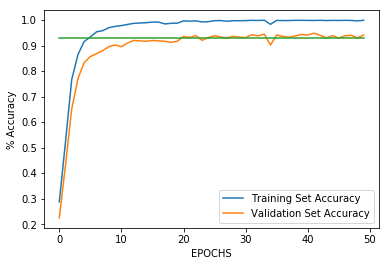 1.0
0.9
0.8
0.7
0.6
0.5
0.4
0.3
0.2
% Accuracy
Training Set Accuracy
Validation Set Accuracy
0 10 20 30 40 50
EPOCHS